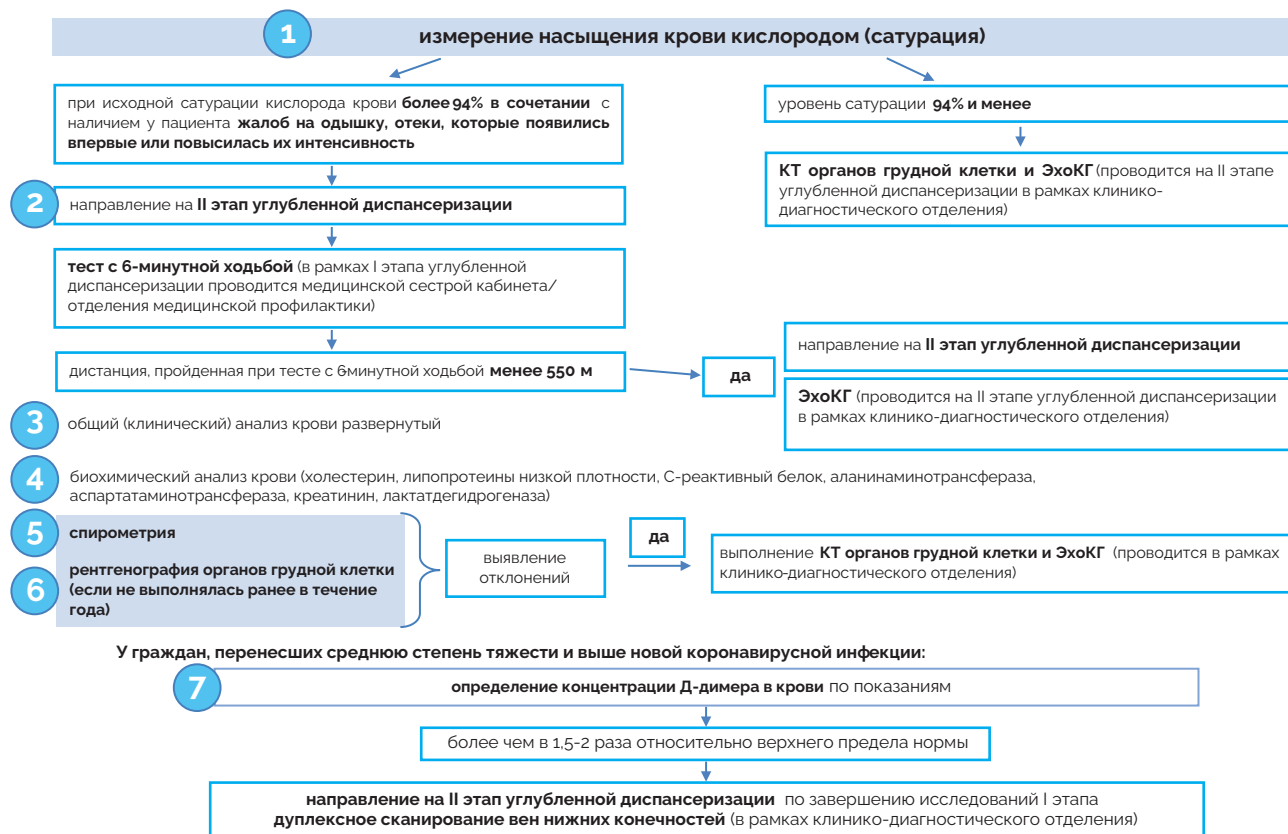 1
измерение насыщения крови кислородом (сатурация)
при исходной сатурации кислорода крови более 94% в сочетании с
наличием у пациента жалоб на одышку, отеки, которые появились
впервые или повысилась их интенсивность
уровень сатурации 94% и менее
КТ органов грудной клетки и ЭхоКГ (проводится на II этапе
углубленной диспансеризации в рамках клинико-
диагностического отделения)
2
направление на II этап углубленной диспансеризации
тест с 6-минутной ходьбой (в рамках I этапа углубленной
диспансеризации проводится медицинской сестрой кабинета/
отделения медицинской профилактики)
дистанция, пройденная при тесте с 6минутной ходьбой менее 550 м
да
направление на II этап углубленной диспансеризации
ЭхоКГ (проводится на II этапе углубленной диспансеризации
в рамках клинико-диагностического отделения)
3
общий (клинический) анализ крови развернутый
4
биохимический анализ крови (холестерин, липопротеины низкой плотности, С-реактивный белок, аланинаминотрансфераза,
аспартатаминотрансфераза, креатинин, лактатдегидрогеназа)
5
спирометрия
6
рентгенография органов грудной клетки
(если не выполнялась ранее в течение
года)
выявление
отклонений
да
выполнение КТ органов грудной клетки и ЭхоКГ (проводится в рамках
клинико-диагностического отделения)
У граждан, перенесших среднюю степень тяжести и выше новой коронавирусной инфекции:
7
определение концентрации Д-димера в крови по показаниям
более чем в 1,5-2 раза относительно верхнего предела нормы
направление на II этап углубленной диспансеризации по завершению исследований I этапа
дуплексное сканирование вен нижних конечностей (в рамках клинико-диагностического отделения)